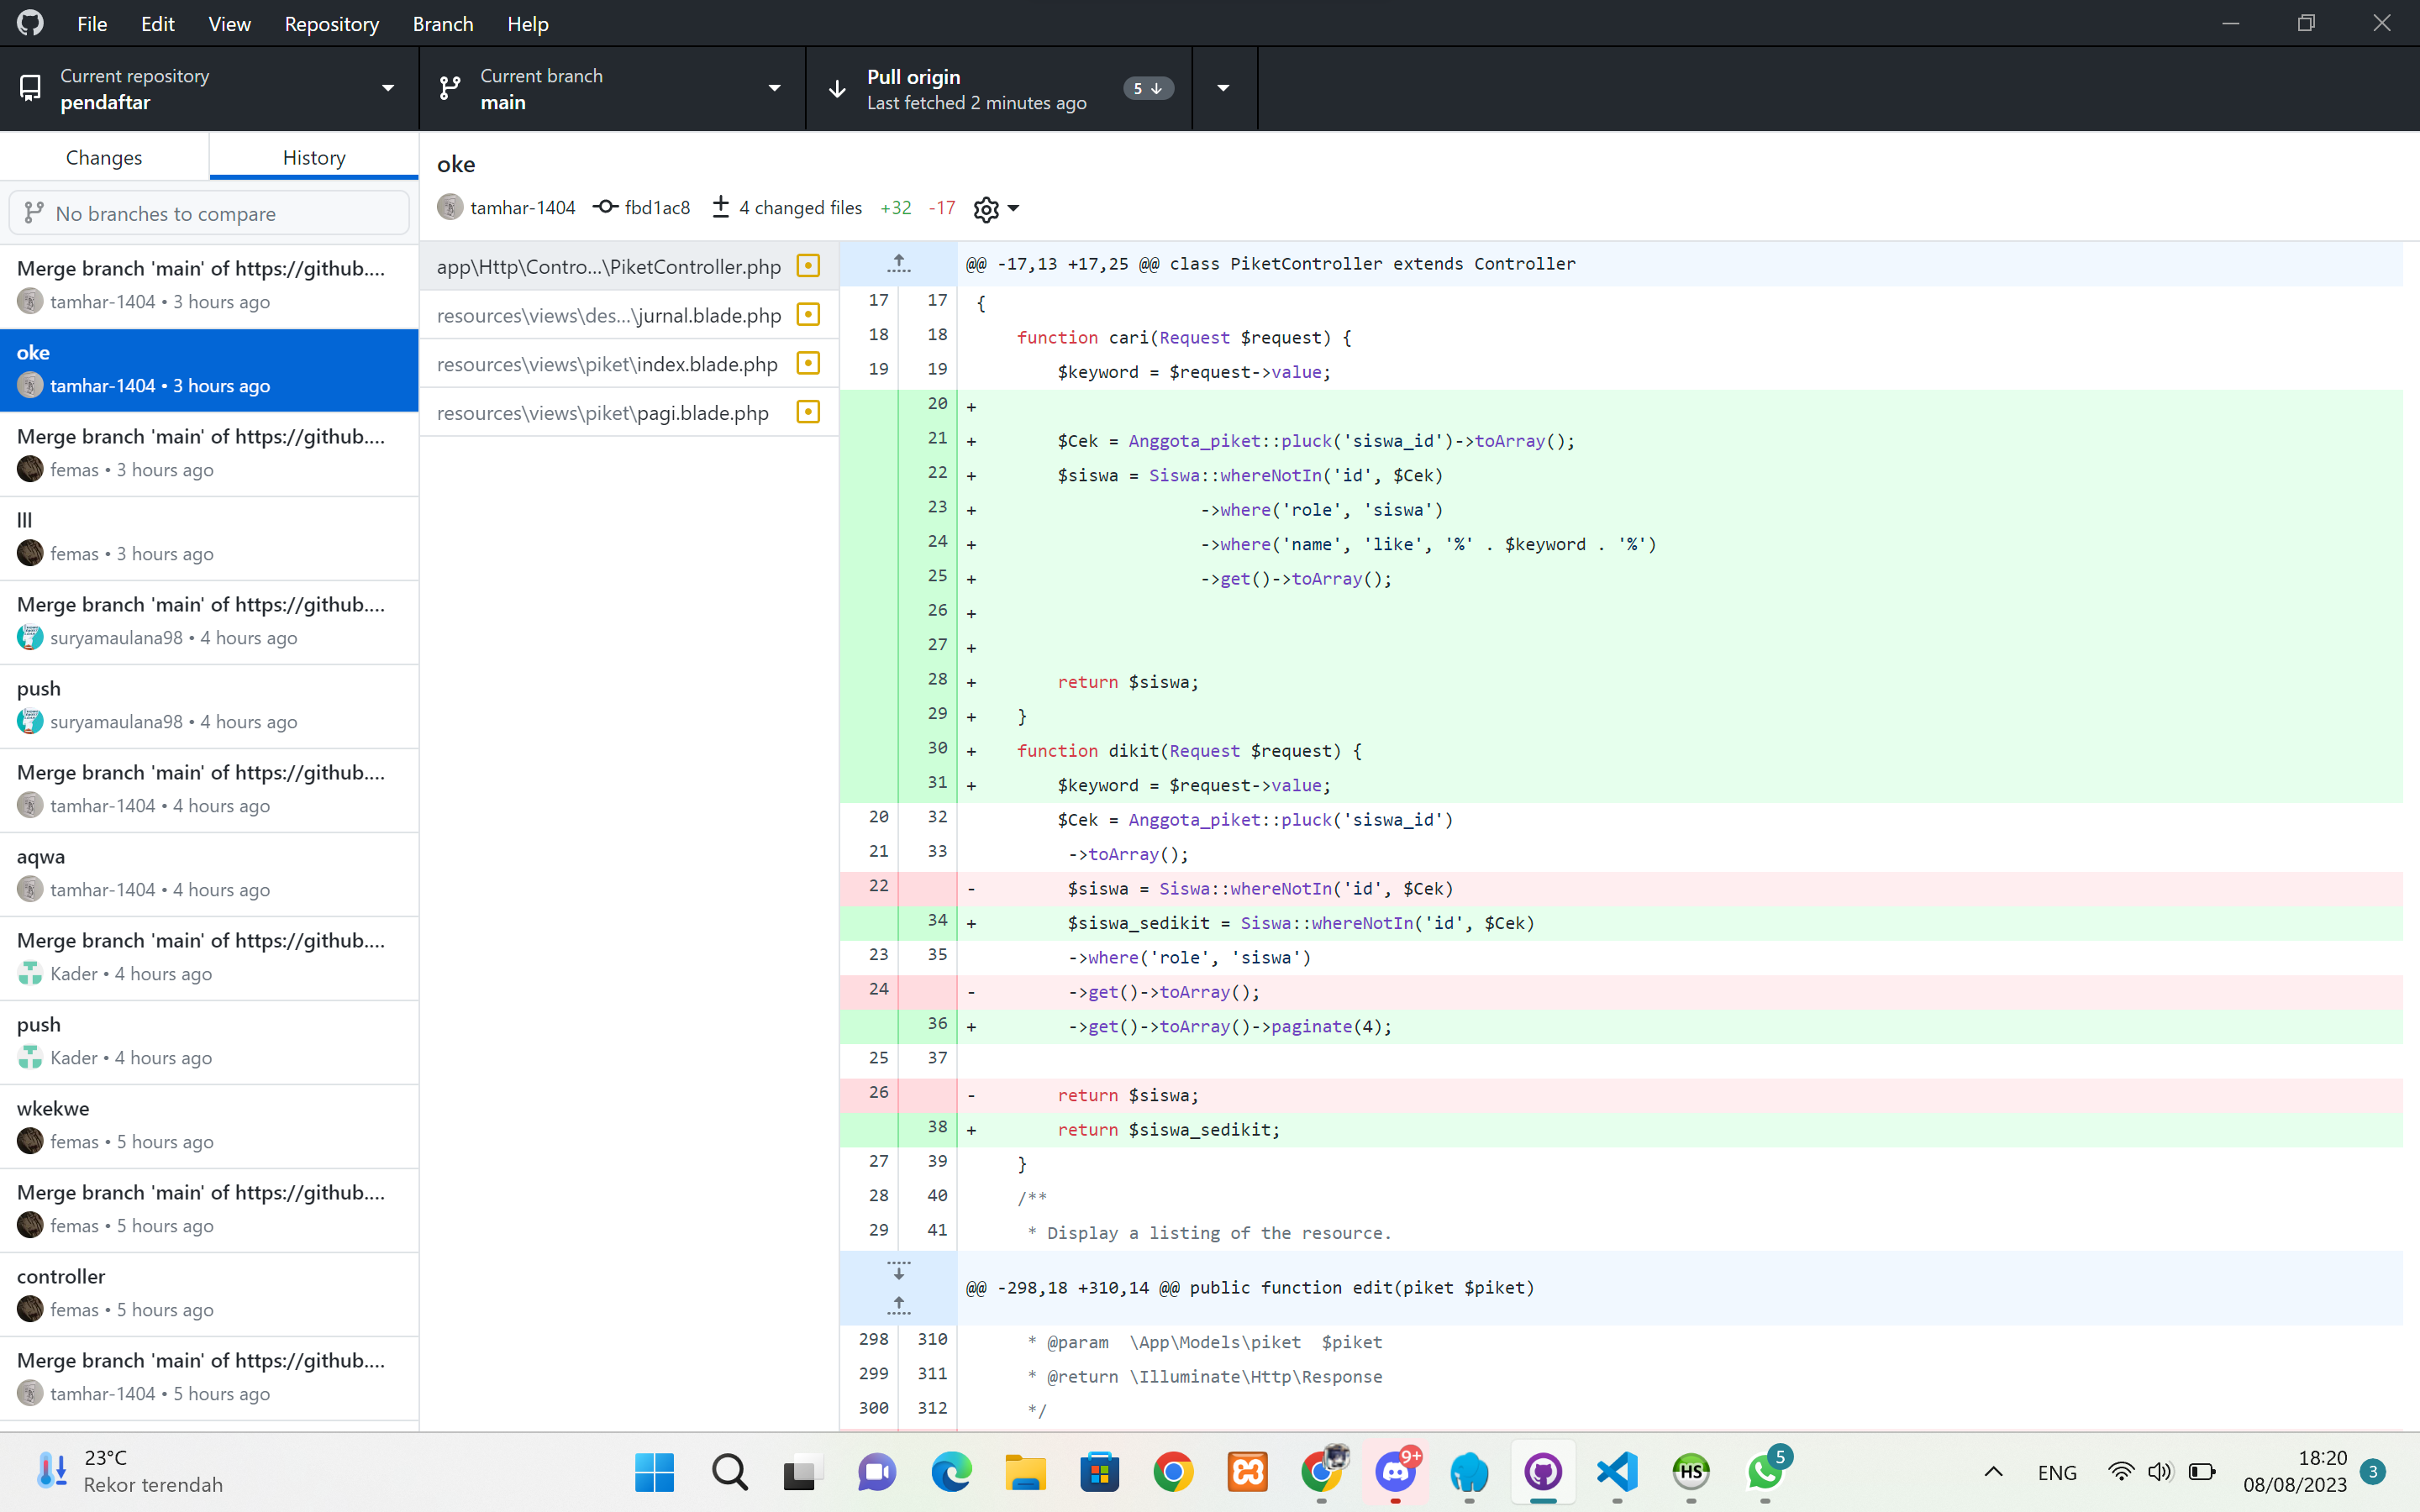 File Edit View Repository Branch Help
Current repository
pendaftar
Current branch
main
Pull origin
Last fetched 2 minutes ago
5
Changes
History
No branches to compare
Merge branch 'main' of https://github....
tamhar-1404 • 3 hours ago
oke
tamhar-1404 • 3 hours ago
Merge branch 'main' of https://github....
femas • 3 hours ago
lll
femas • 3 hours ago
Merge branch 'main' of https://github....
suryamaulana98 • 4 hours ago
push
suryamaulana98 • 4 hours ago
Merge branch 'main' of https://github....
tamhar-1404 • 4 hours ago
aqwa
tamhar-1404 • 4 hours ago
Merge branch 'main' of https://github....
Kader • 4 hours ago
push
Kader • 4 hours ago
wkekwe
femas • 5 hours ago
Merge branch 'main' of https://github....
femas • 5 hours ago
controller
femas • 5 hours ago
Merge branch 'main' of https://github....
tamhar-1404 • 5 hours ago
oke
tamhar-1404 fbd1ac8 4 changed files +32 -17
app\Http\Contro...\PiketController.php
resources\views\des...\jurnal.blade.php
resources\views\piket\index.blade.php
resources\views\piket\pagi.blade.php
@@ -17,13 +17,25 @@ class PiketController extends Controller
17 17 {
18 18 function cari(Request $request) {
19 19 $keyword = $request->value;
20 +
21 + $Cek = Anggota_piket::pluck('siswa_id')->toArray();
22 + $siswa = Siswa::whereNotIn('id', $Cek)
23 + ->where('role', 'siswa')
24 + ->where('name', 'like', '%' . $keyword . '%')
25 + ->get()->toArray();
26 +
27 +
28 + return $siswa;
29 + }
30 + function dikit(Request $request) {
31 + $keyword = $request->value;
20 32 $Cek = Anggota_piket::pluck('siswa_id')
21 33 ->toArray();
22 - $siswa = Siswa::whereNotIn('id', $Cek)
34 + $siswa_sedikit = Siswa::whereNotIn('id', $Cek)
23 35 ->where('role', 'siswa')
24 - ->get()->toArray();
36 + ->get()->toArray()->paginate(4);
25 37
26 - return $siswa;
38 + return $siswa_sedikit;
27 39 }
28 40 /**
29 41 * Display a listing of the resource.
@@ -298,18 +310,14 @@ public function edit(piket $piket)
298 310 * @param \App\Models\piket $piket
299 311 * @return \Illuminate\Http\Response
300 312 */
23°C
Rekor terendah
9+
HS
5
ENG
18:20
08/08/2023
3